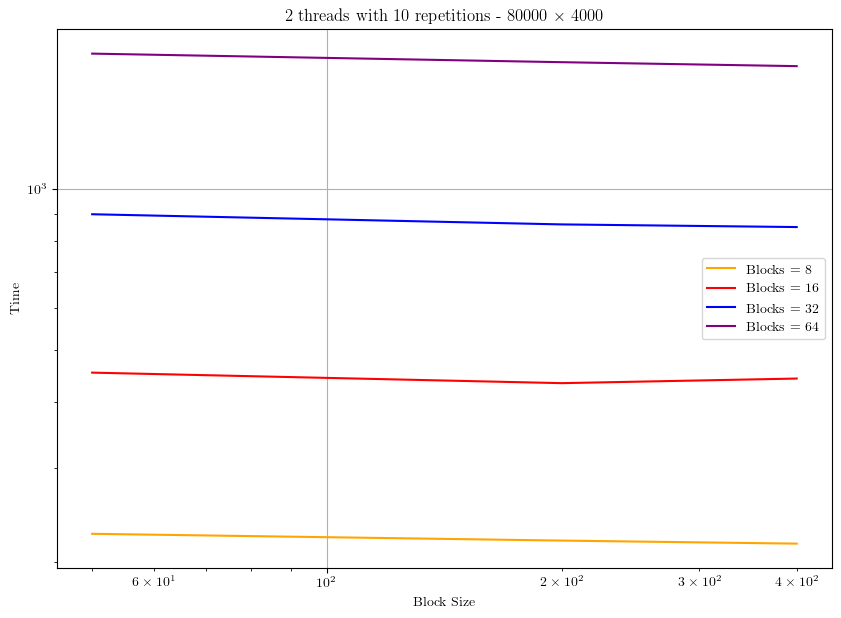 2 threads with 10 repetitions - 80000 × 4000
Time
10³
Blocks = 8
Blocks = 16
Blocks = 32
Blocks = 64
6 × 10¹
10²
2 × 10²
3 × 10²
4 × 10²
Block Size